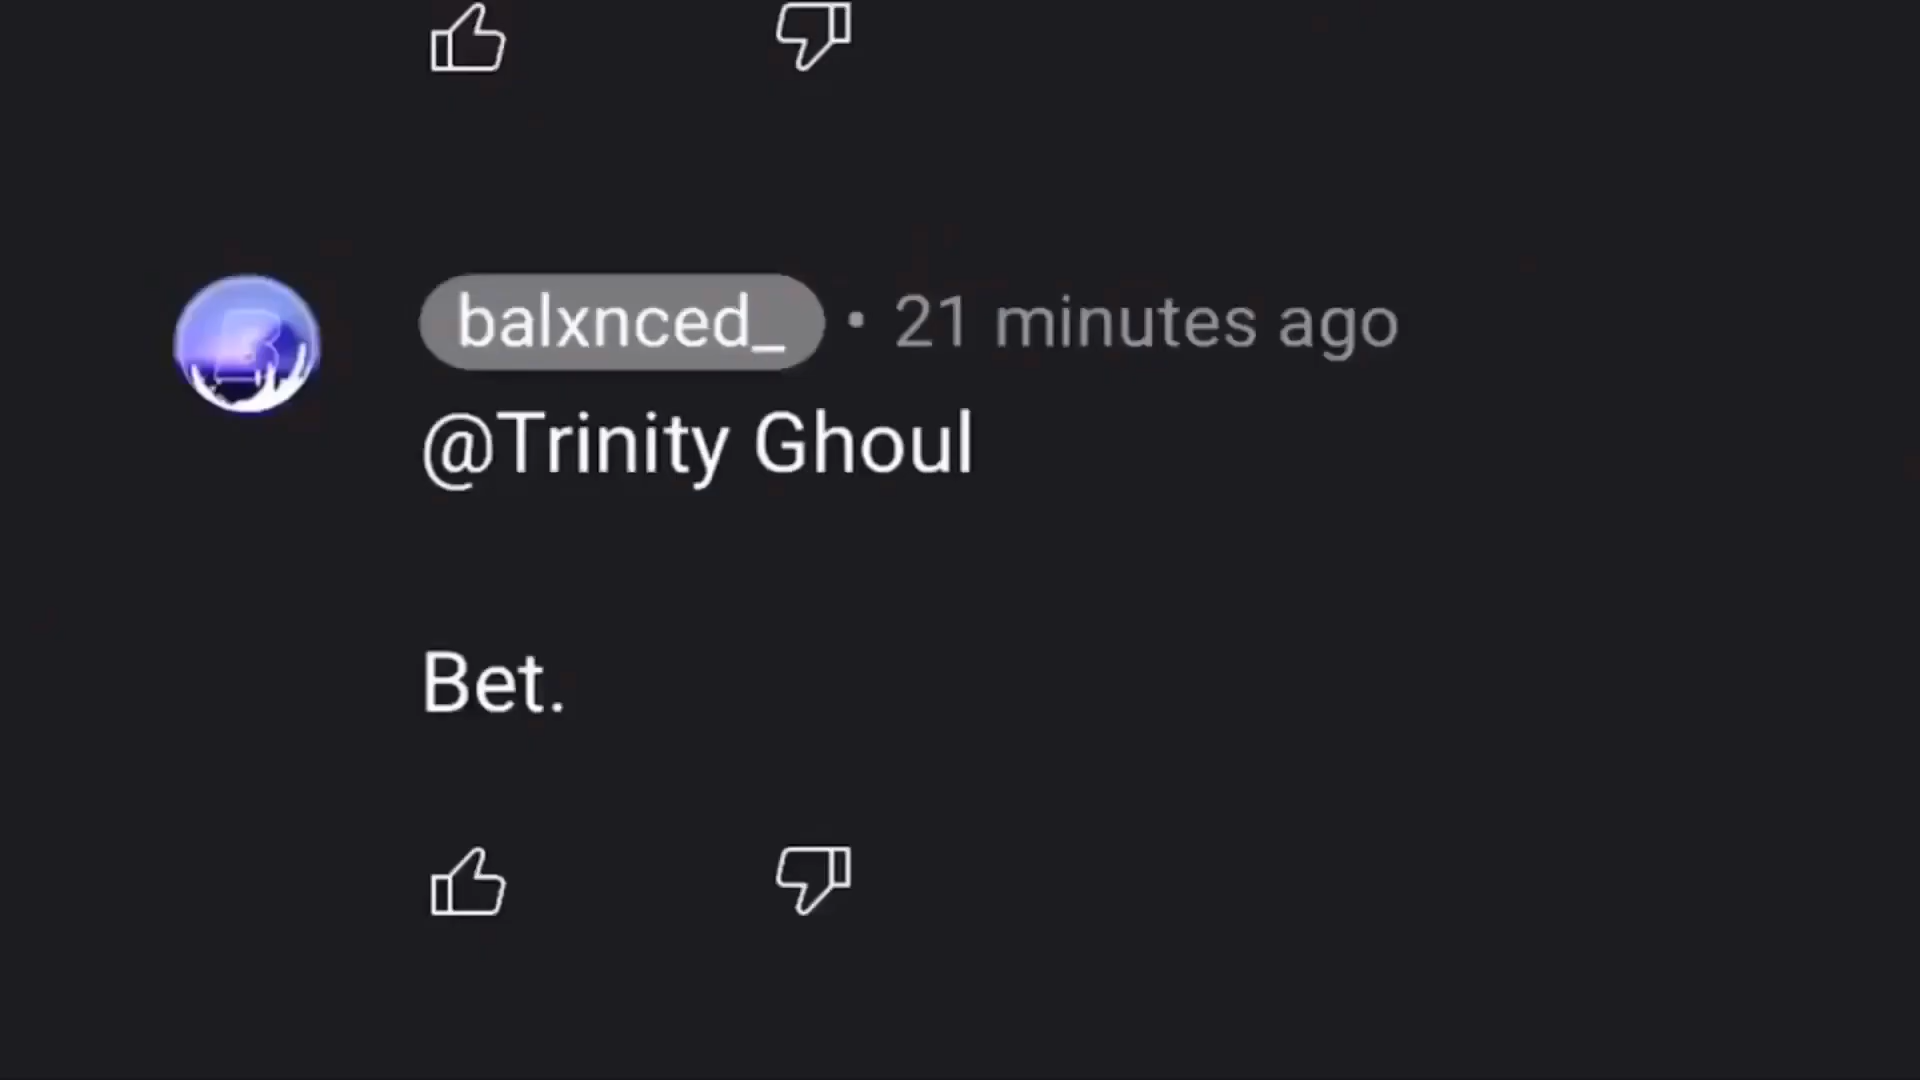 balxnced_ • 21 minutes ago
@Trinity Ghoul
Bet.